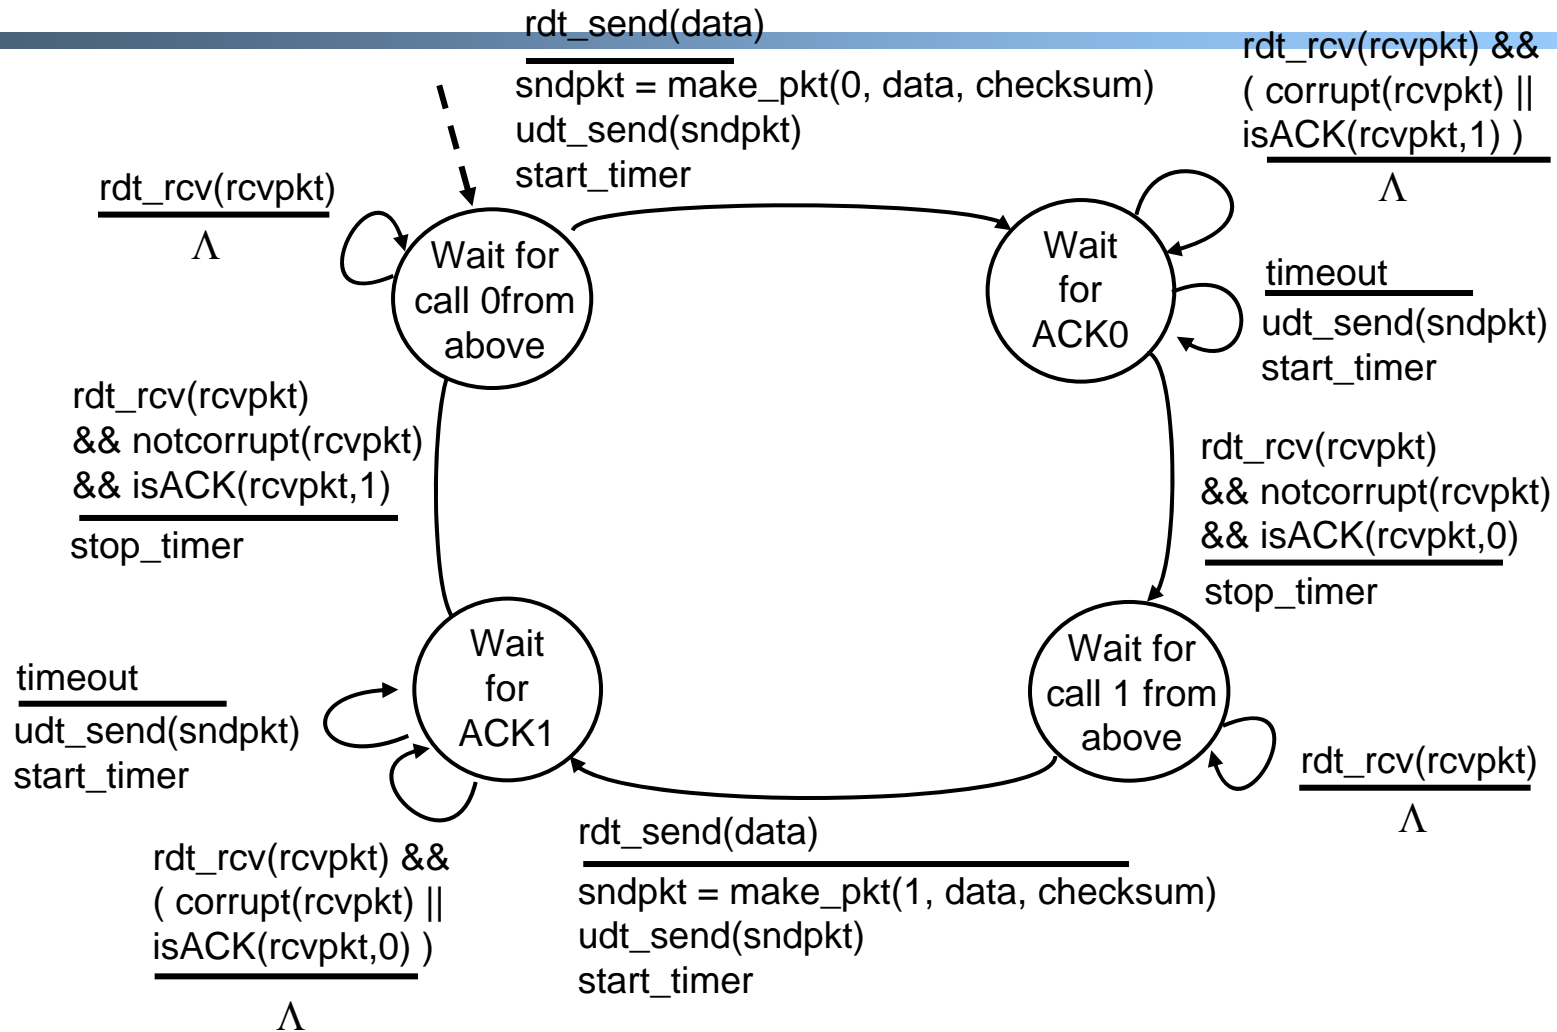 rdt_send(data)
sndpkt = make_pkt(0, data, checksum)
udt_send(sndpkt)
start_timer
rdt_rcv(rcvpkt) &&
( corrupt(rcvpkt) ||
isACK(rcvpkt,1) )
Λ
rdt_rcv(rcvpkt)
Λ
Wait for
call 0from
above
Wait
for
ACK0
timeout
udt_send(sndpkt)
start_timer
rdt_rcv(rcvpkt)
&& notcorrupt(rcvpkt)
&& isACK(rcvpkt,1)
stop_timer
rdt_rcv(rcvpkt)
&& notcorrupt(rcvpkt)
&& isACK(rcvpkt,0)
stop_timer
Wait
for
ACK1
Wait for
call 1 from
above
timeout
udt_send(sndpkt)
start_timer
rdt_rcv(rcvpkt)
Λ
rdt_rcv(rcvpkt) &&
( corrupt(rcvpkt) ||
isACK(rcvpkt,0) )
Λ
rdt_send(data)
sndpkt = make_pkt(1, data, checksum)
udt_send(sndpkt)
start_timer